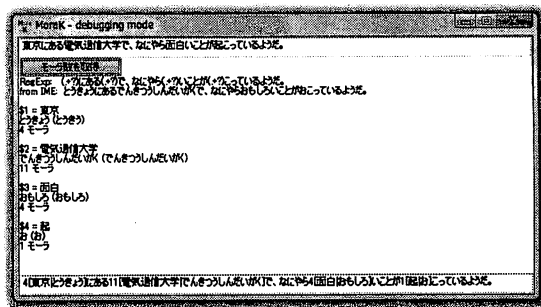 MoraK - debugging mode
東京にある電気通信大学で、なにやら面白いことが起こっているようだ。
モーラ数を取得
RegExp: (.+?)にある(.+?)で、なにやら(.+?)いことが(.+?)こっているようだ。
from IME: とうきょうにあるでんきつうしんだいがくで、なにやらおもしろいことがおこっているようだ。
$1 = 東京
とうきょう (とうきう)
4 モーラ
$2 = 電気通信大学
でんきつうしんだいがく (でんきつうしんだいがく)
11 モーラ
$3 = 面白
おもしろ (おもしろ)
4 モーラ
$4 = 起
お (お)
1 モーラ
4[東京|とうきょう]にある11[電気通信大学|でんきつうしんだいがく]で、なにやら4[面白|おもしろ]いことが1[起|お]こっているようだ。